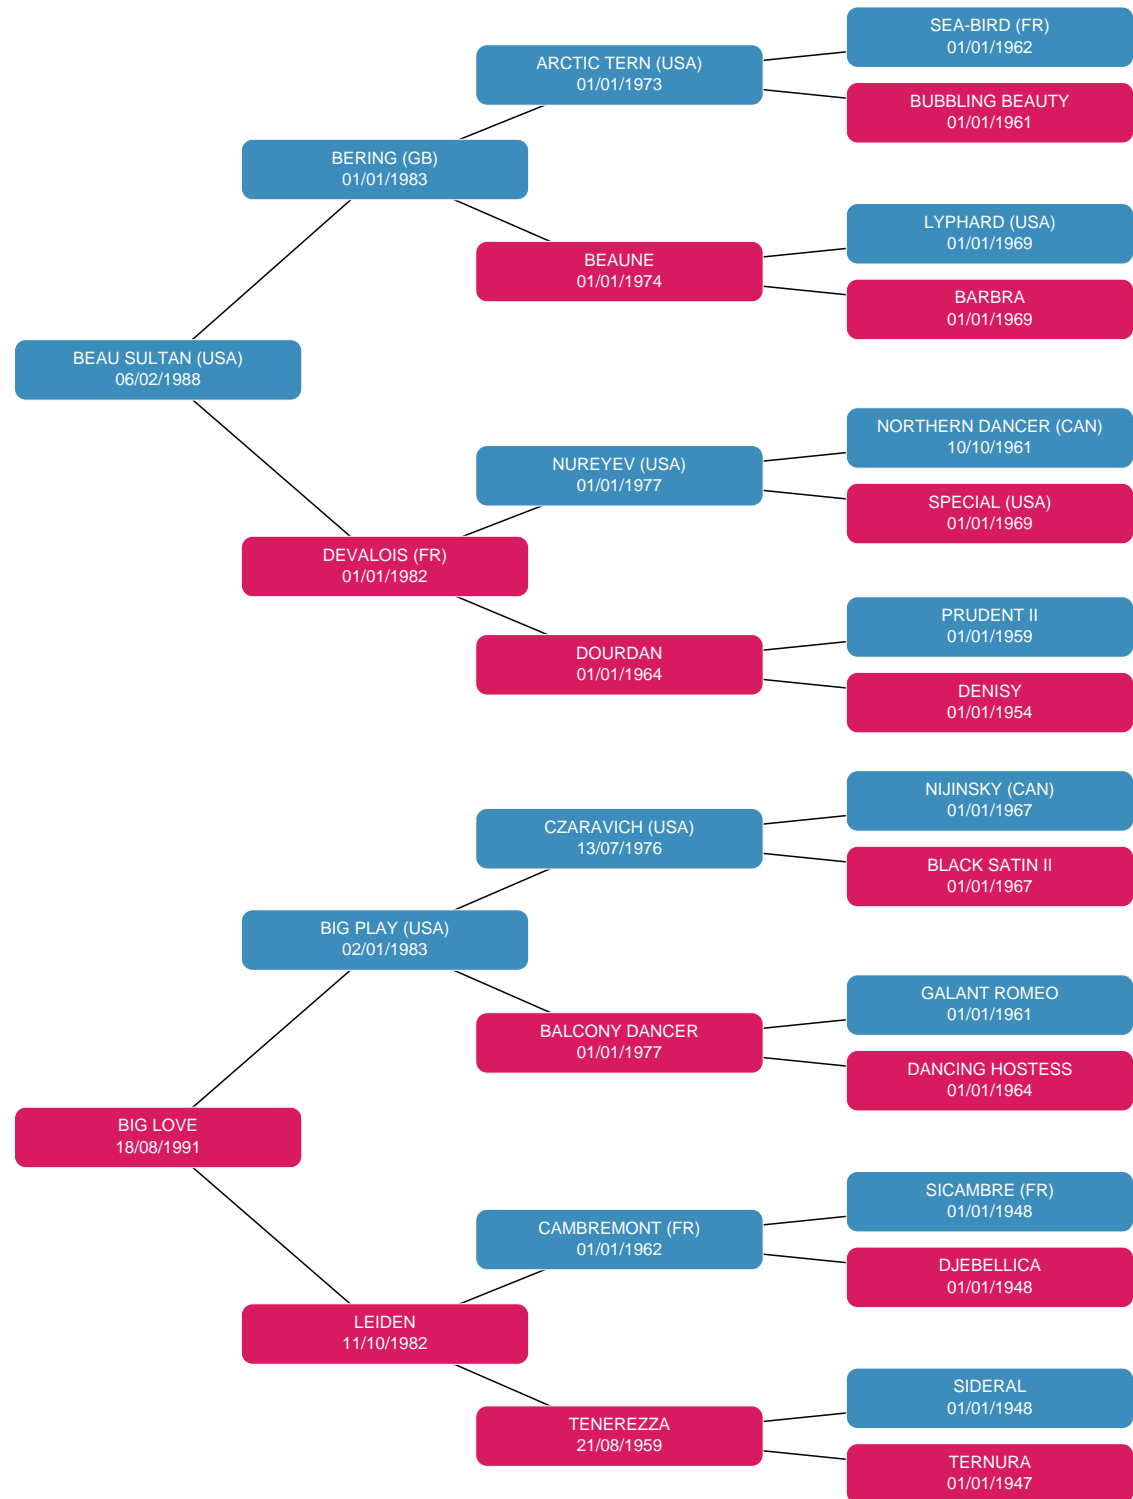 SEA-BIRD (FR)
01/01/1962
ARCTIC TERN (USA)
01/01/1973
BUBBLING BEAUTY
01/01/1961
BERING (GB)
01/01/1983
LYPHARD (USA)
01/01/1969
BEAUNE
01/01/1974
BARBRA
01/01/1969
BEAU SULTAN (USA)
06/02/1988
NORTHERN DANCER (CAN)
10/10/1961
NUREYEV (USA)
01/01/1977
SPECIAL (USA)
01/01/1969
DEVALOIS (FR)
01/01/1982
PRUDENT II
01/01/1959
DOURDAN
01/01/1964
DENISY
01/01/1954
NIJINSKY (CAN)
01/01/1967
CZARAVICH (USA)
13/07/1976
BLACK SATIN II
01/01/1967
BIG PLAY (USA)
02/01/1983
GALANT ROMEO
01/01/1961
BALCONY DANCER
01/01/1977
DANCING HOSTESS
01/01/1964
BIG LOVE
18/08/1991
SICAMBRE (FR)
01/01/1948
CAMBREMONT (FR)
01/01/1962
DJEBELLICA
01/01/1948
LEIDEN
11/10/1982
SIDERAL
01/01/1948
TENEREZZA
21/08/1959
TERNURA
01/01/1947